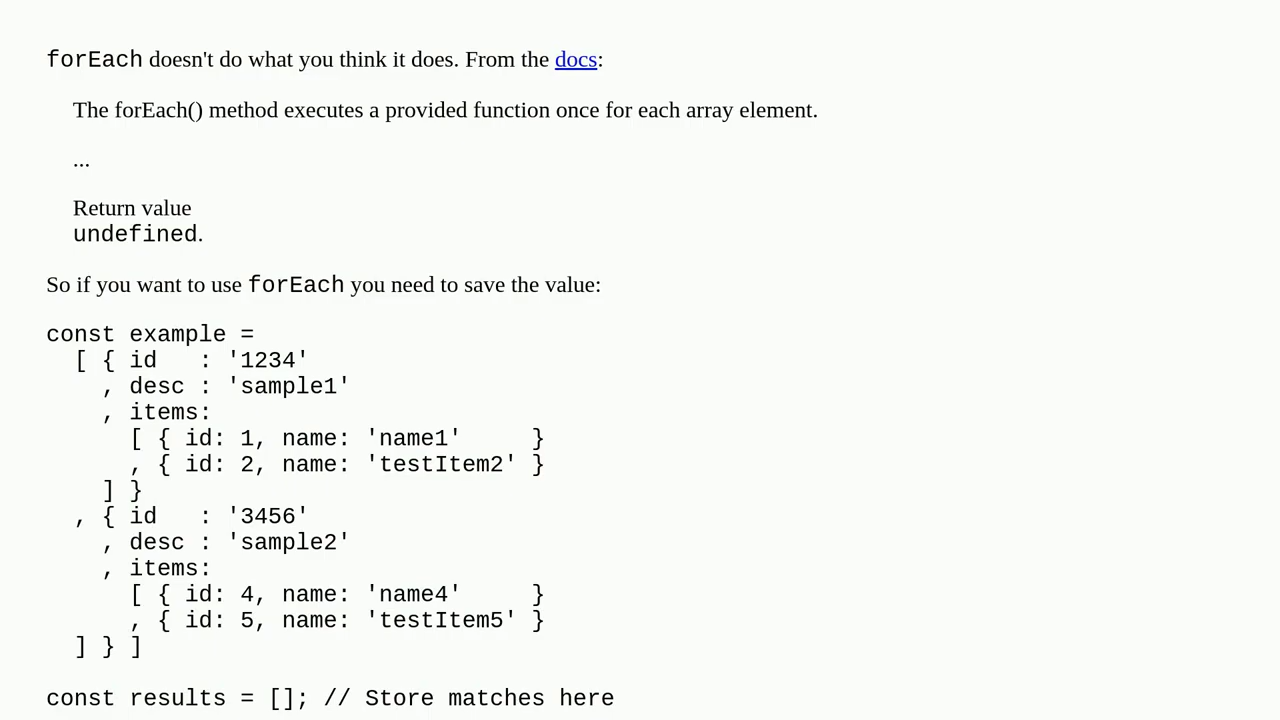 forEach doesn't do what you think it does. From the docs:
The forEach() method executes a provided function once for each array element.
...
Return value
undefined.
So if you want to use forEach you need to save the value:
const example =
  [ { id   : '1234'
    , desc : 'sample1'
    , items:
      [ { id: 1, name: 'name1'     }
      , { id: 2, name: 'testItem2' }
    ] }
  , { id   : '3456'
    , desc : 'sample2'
    , items:
      [ { id: 4, name: 'name4'     }
      , { id: 5, name: 'testItem5' }
  ] } ]
const results = []; // Store matches here